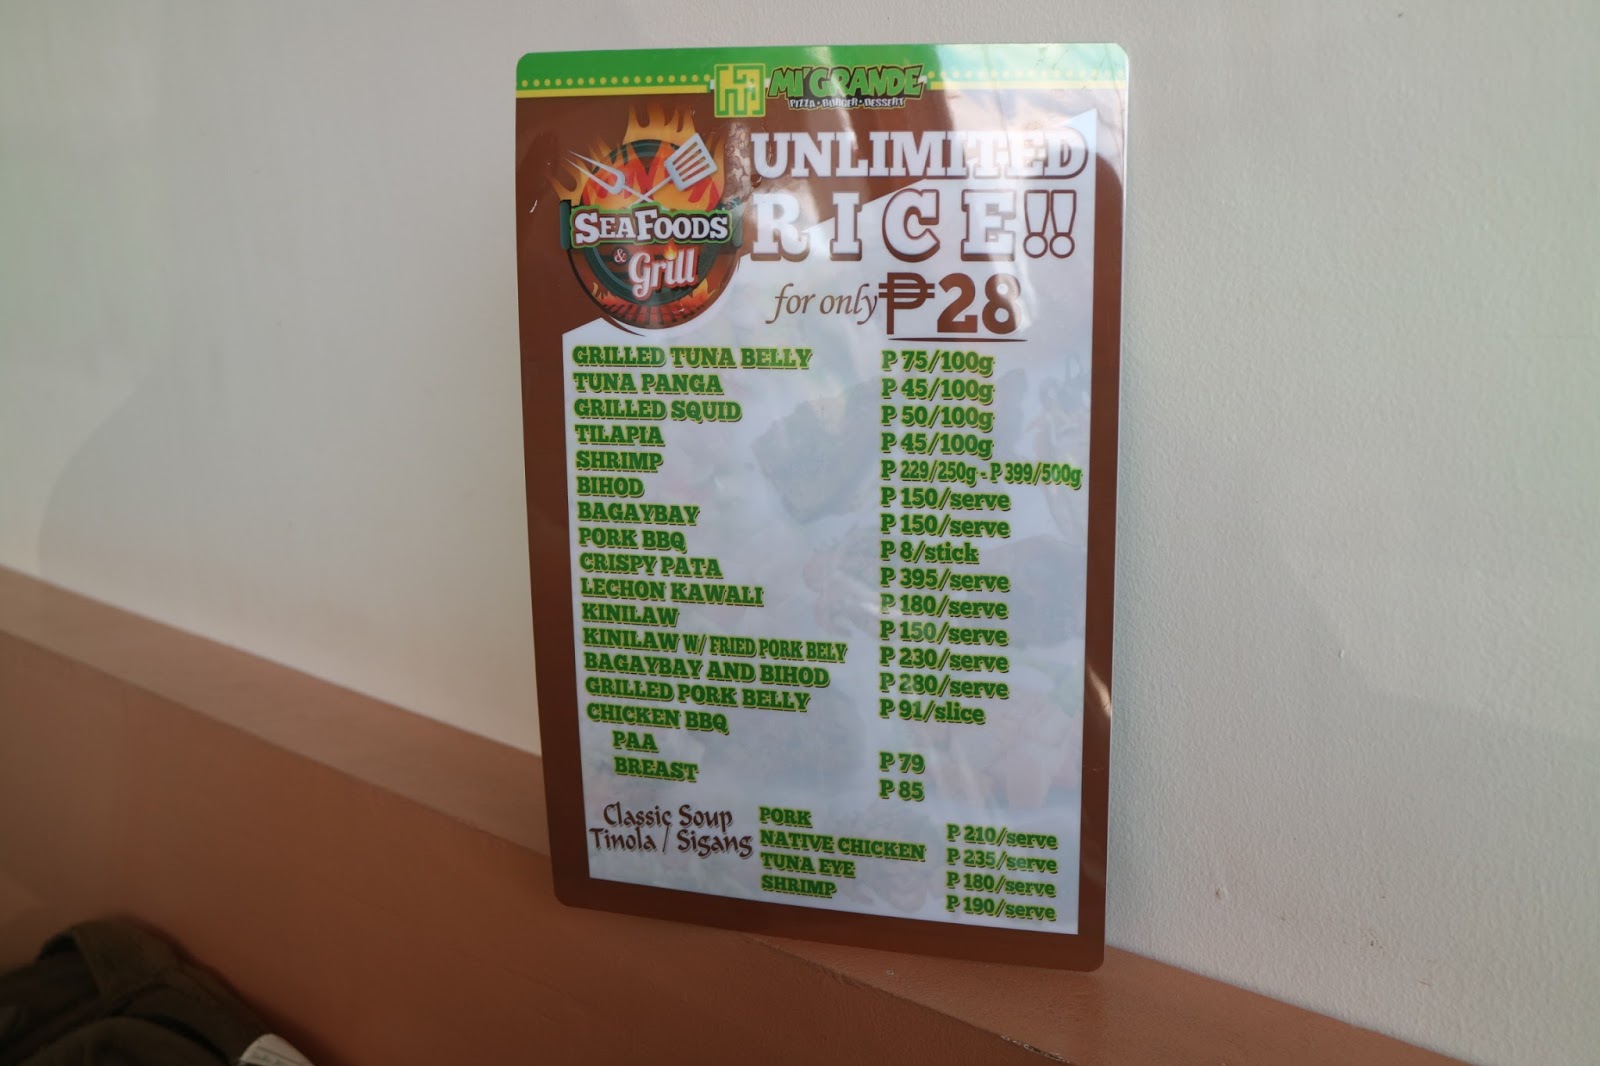 MI'GRANDE
PIZZA • BURGER • DESSERT
SEAFOODS
& Grill
UNLIMITED
RICE!!
for only ₱28
GRILLED TUNA BELLY P 75/100g
TUNA PANGA P 45/100g
GRILLED SQUID P 50/100g
TILAPIA P 45/100g
SHRIMP P 229/250g - P 399/500g
BIHOD P 150/serve
BAGAYBAY P 150/serve
PORK BBQ P 8/stick
CRISPY PATA P 395/serve
LECHON KAWALI P 180/serve
KINILAW P 150/serve
KINILAW W/ FRIED PORK BELY P 230/serve
BAGAYBAY AND BIHOD P 280/serve
GRILLED PORK BELLY P 91/slice
CHICKEN BBQ
PAA P 79
BREAST P 85
Classic Soup
Tinola / Sigang
PORK P 210/serve
NATIVE CHICKEN P 235/serve
TUNA EYE P 180/serve
SHRIMP P 190/serve